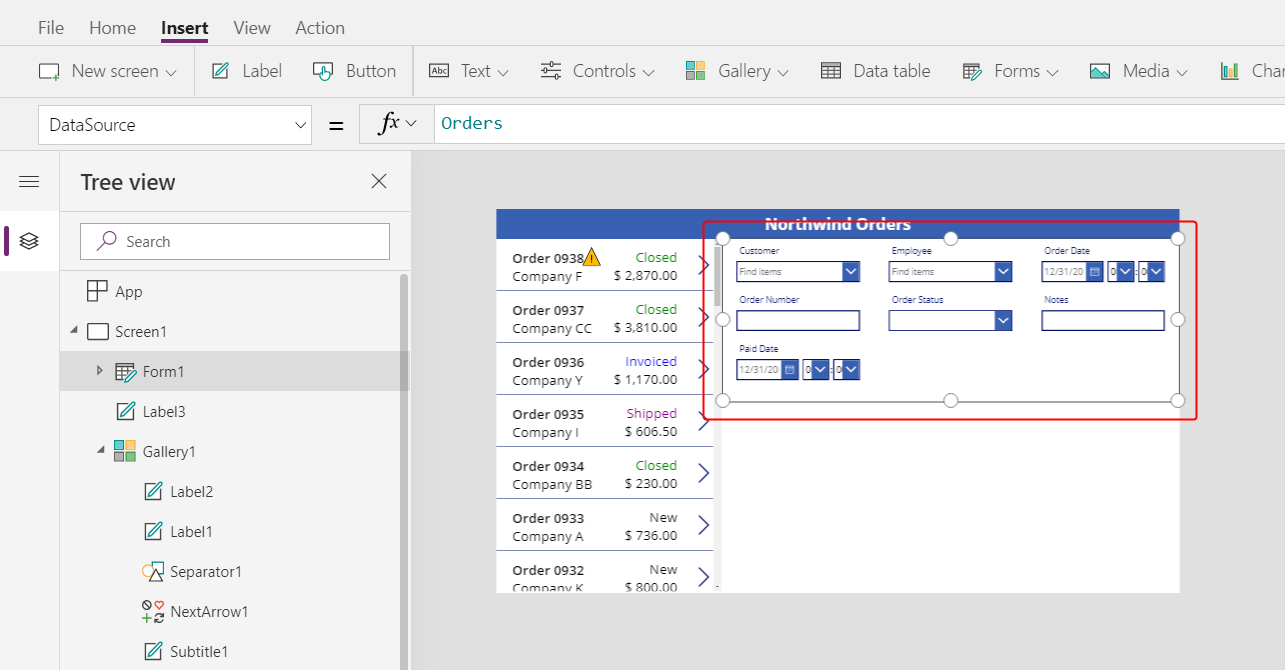 File Home Insert View Action
New screen Label Button Abc Text Controls Gallery Data table Forms Media Char
DataSource = fx Orders
Tree view
Search
App
Screen1
Form1
Label3
Gallery1
Label2
Label1
Separator1
NextArrow1
Subtitle1
Northwind Orders
Order 0938 Closed
Company F $ 2,870.00
Order 0937 Closed
Company CC $ 3,810.00
Order 0936 Invoiced
Company Y $ 1,170.00
Order 0935 Shipped
Company I $ 606.50
Order 0934 Closed
Company BB $ 230.00
Order 0933 New
Company A $ 736.00
Order 0932 New
Company K $ 800.00
Customer Employee Order Date
Find items Find items 12/31/20 0 : 0
Order Number Order Status Notes
Paid Date
12/31/20 0 : 0